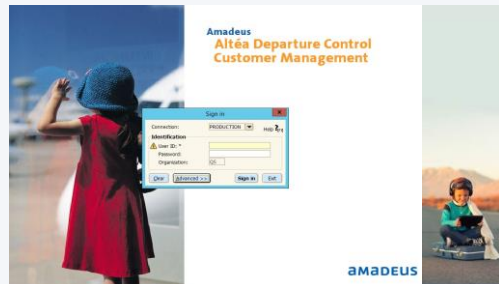 Amadeus
Altéa Departure Control
Customer Management
Sign in
Connection: PRODUCTION Help
Identification
User ID: *
Password:
Organisation:
Clear Advanced >> Sign in Exit
amadeus